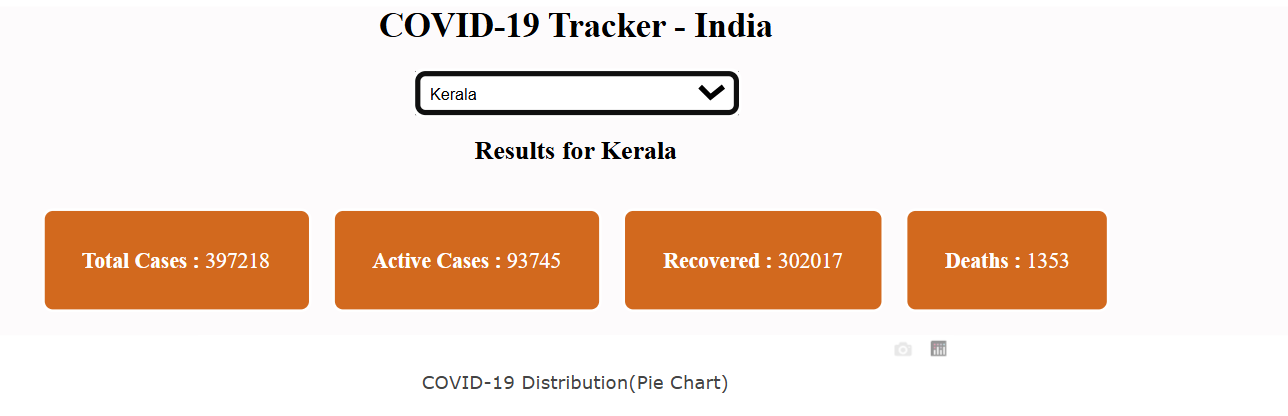 COVID-19 Tracker - India
Kerala
Results for Kerala
Total Cases : 397218
Active Cases : 93745
Recovered : 302017
Deaths : 1353
COVID-19 Distribution(Pie Chart)